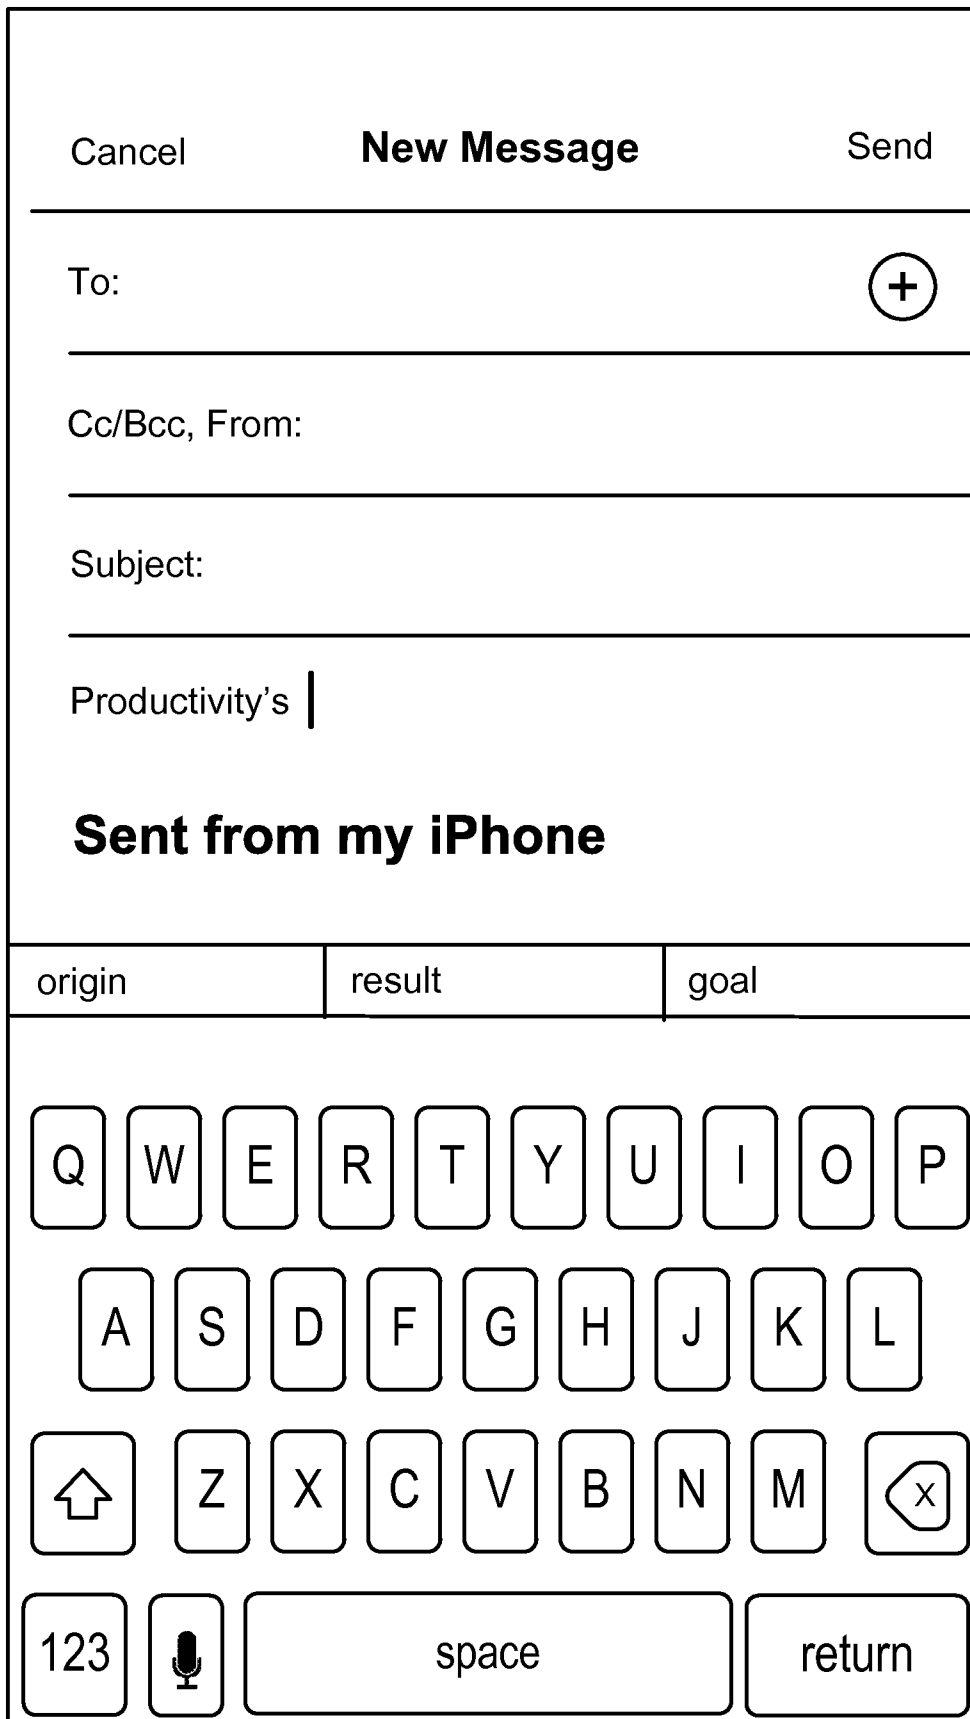 Cancel New Message Send
To: +
Cc/Bcc, From:
Subject:
Productivity’s
Sent from my iPhone
origin result goal
Q W E R T Y U I O P
A S D F G H J K L
Z X C V B N M X
123 space return